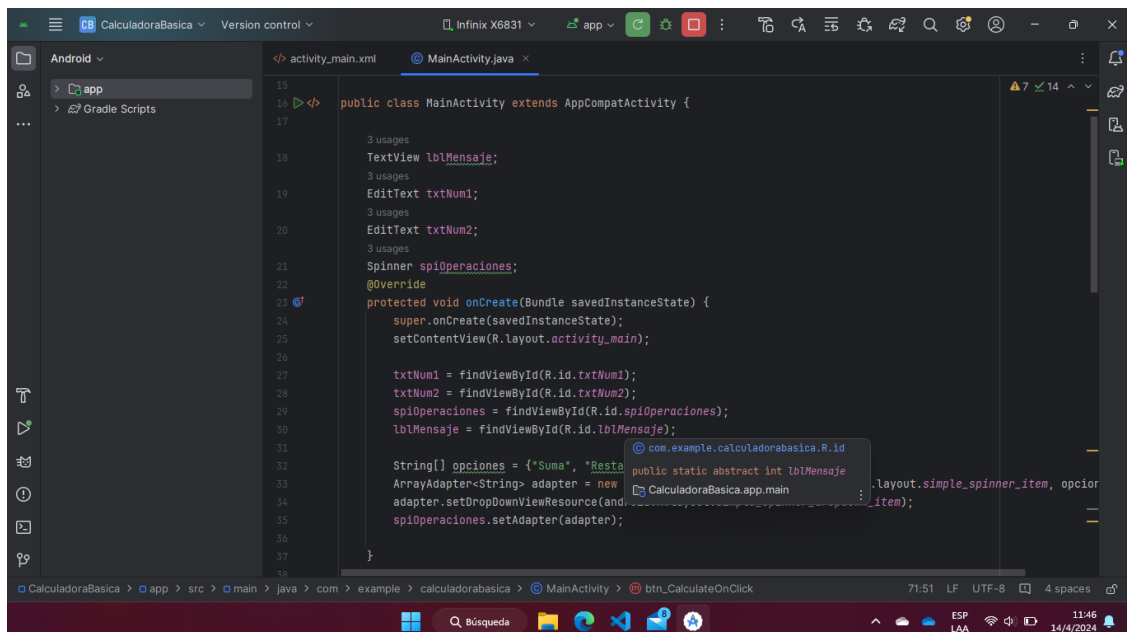 CB CalculadoraBasica Version control Infinix X6831 app
Android
activity_main.xml MainActivity.java
app
Gradle Scripts
7 14
15
16 public class MainActivity extends AppCompatActivity {
17
3 usages
18 TextView lblMensaje;
3 usages
19 EditText txtNum1;
3 usages
20 EditText txtNum2;
3 usages
21 Spinner spiOperaciones;
22 @Override
23 protected void onCreate(Bundle savedInstanceState) {
24 super.onCreate(savedInstanceState);
25 setContentView(R.layout.activity_main);
26
27 txtNum1 = findViewById(R.id.txtNum1);
28 txtNum2 = findViewById(R.id.txtNum2);
29 spiOperaciones = findViewById(R.id.spiOperaciones);
30 lblMensaje = findViewById(R.id.lblMensaje);
31
com.example.calculadorabasica.R.id
32 String[] opciones = {"Suma", "Resta
public static abstract int lblMensaje
33 ArrayAdapter<String> adapter = new .layout.simple_spinner_item, opcion
CalculadoraBasica.app.main
34 adapter.setDropDownViewResource(
35 spiOperaciones.setAdapter(adapter);
36
37 }
38
CalculadoraBasica > app > src > main > java > com > example > calculadorabasica > MainActivity > btn_CalculateOnClick 71:51 LF UTF-8 4 spaces
Búsqueda 8 ESP LAA 11:46 14/4/2024